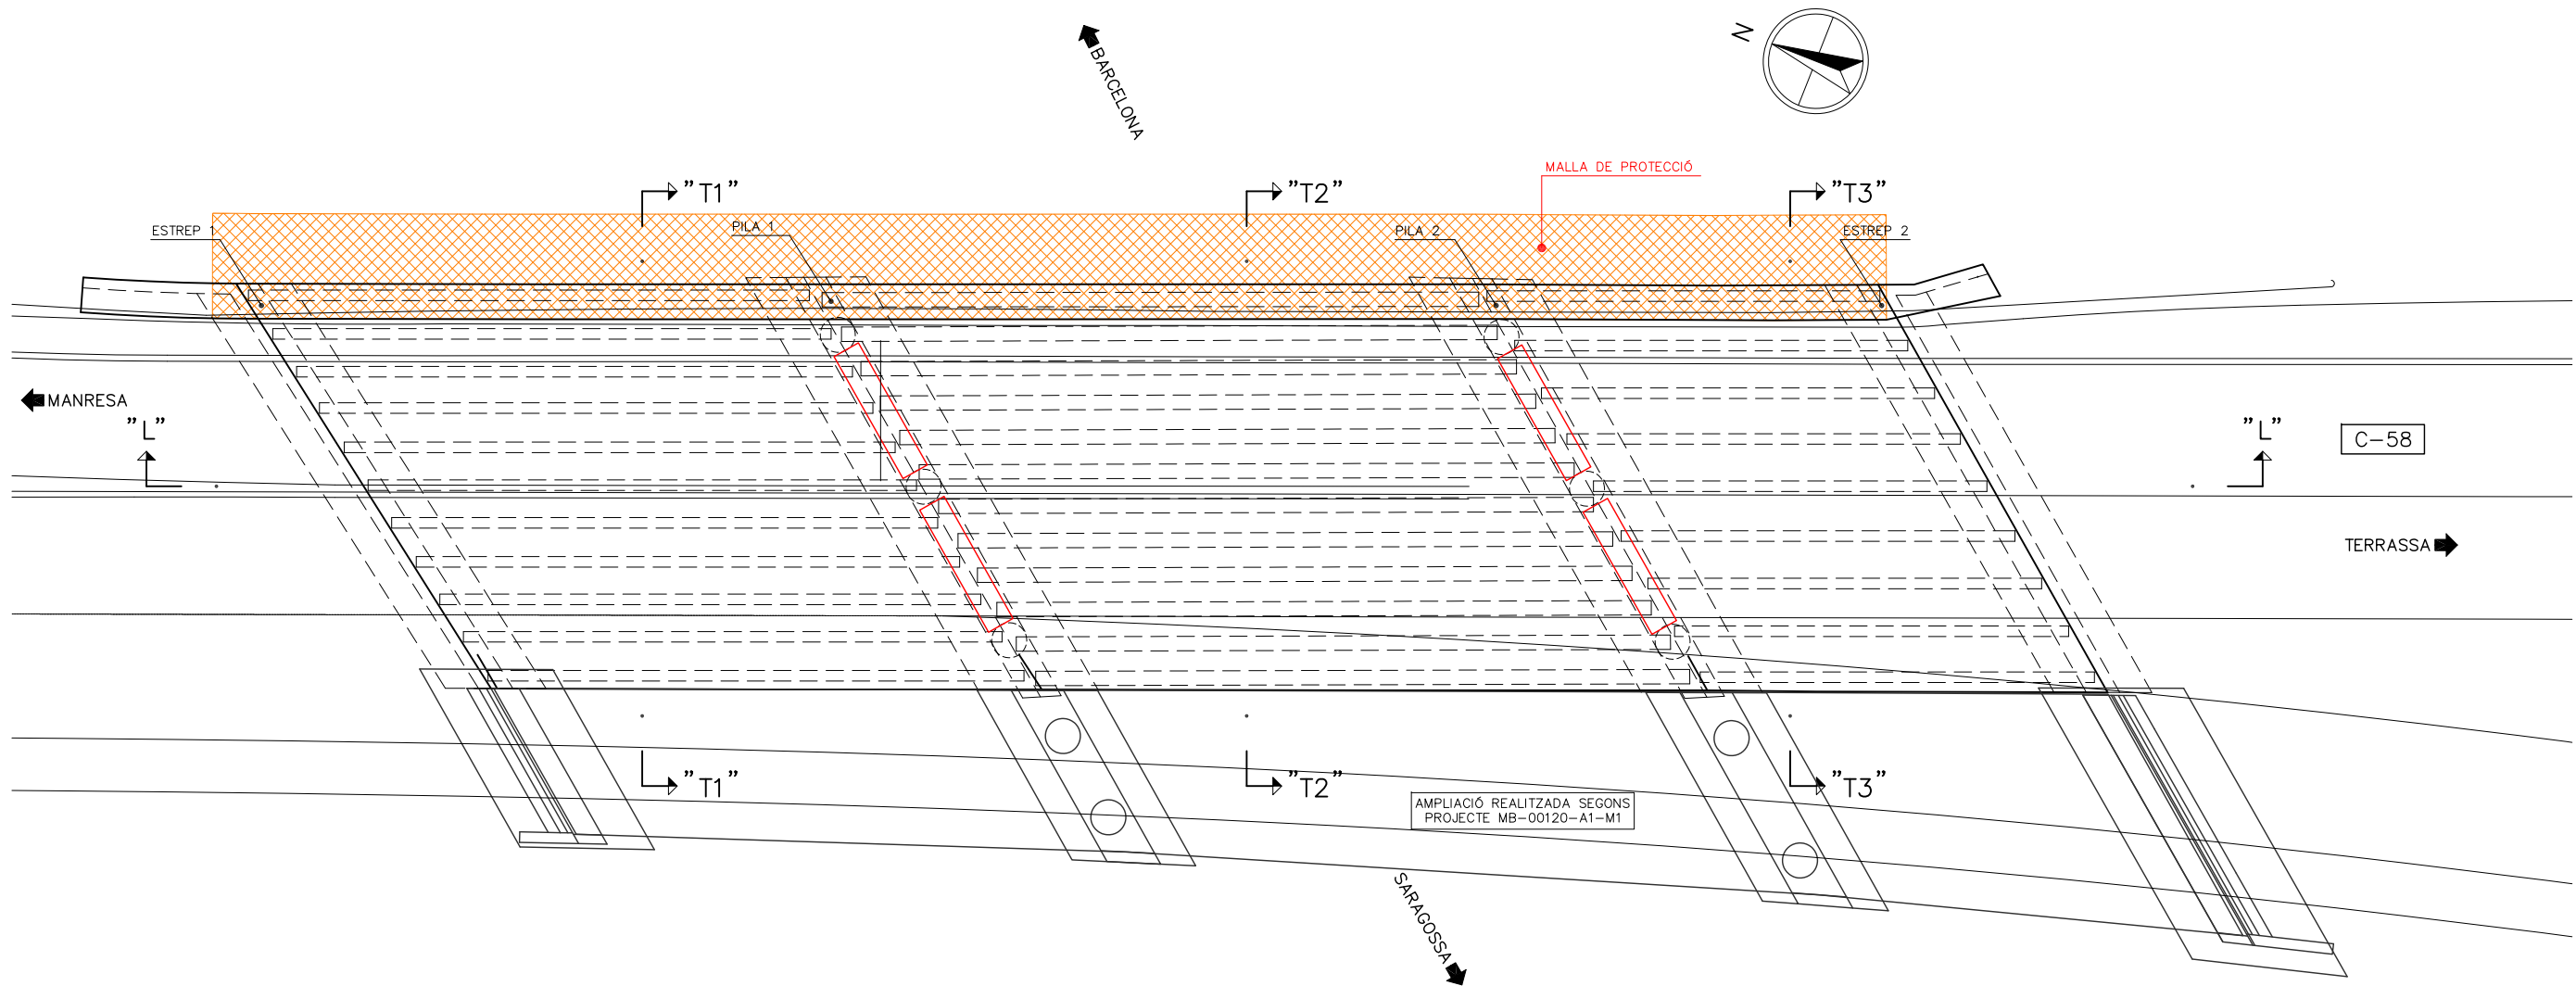 N
BARCELONA
MALLA DE PROTECCIÓ
"T1"
"T2"
"T3"
ESTREP 1
PILA 1
PILA 2
ESTREP 2
MANRESA
"L"
"L"
C-58
TERRASSA
"T1"
"T2"
"T3"
AMPLIACIÓ REALITZADA SEGONS
PROJECTE MB-00120-A1-M1
SARAGOSSA